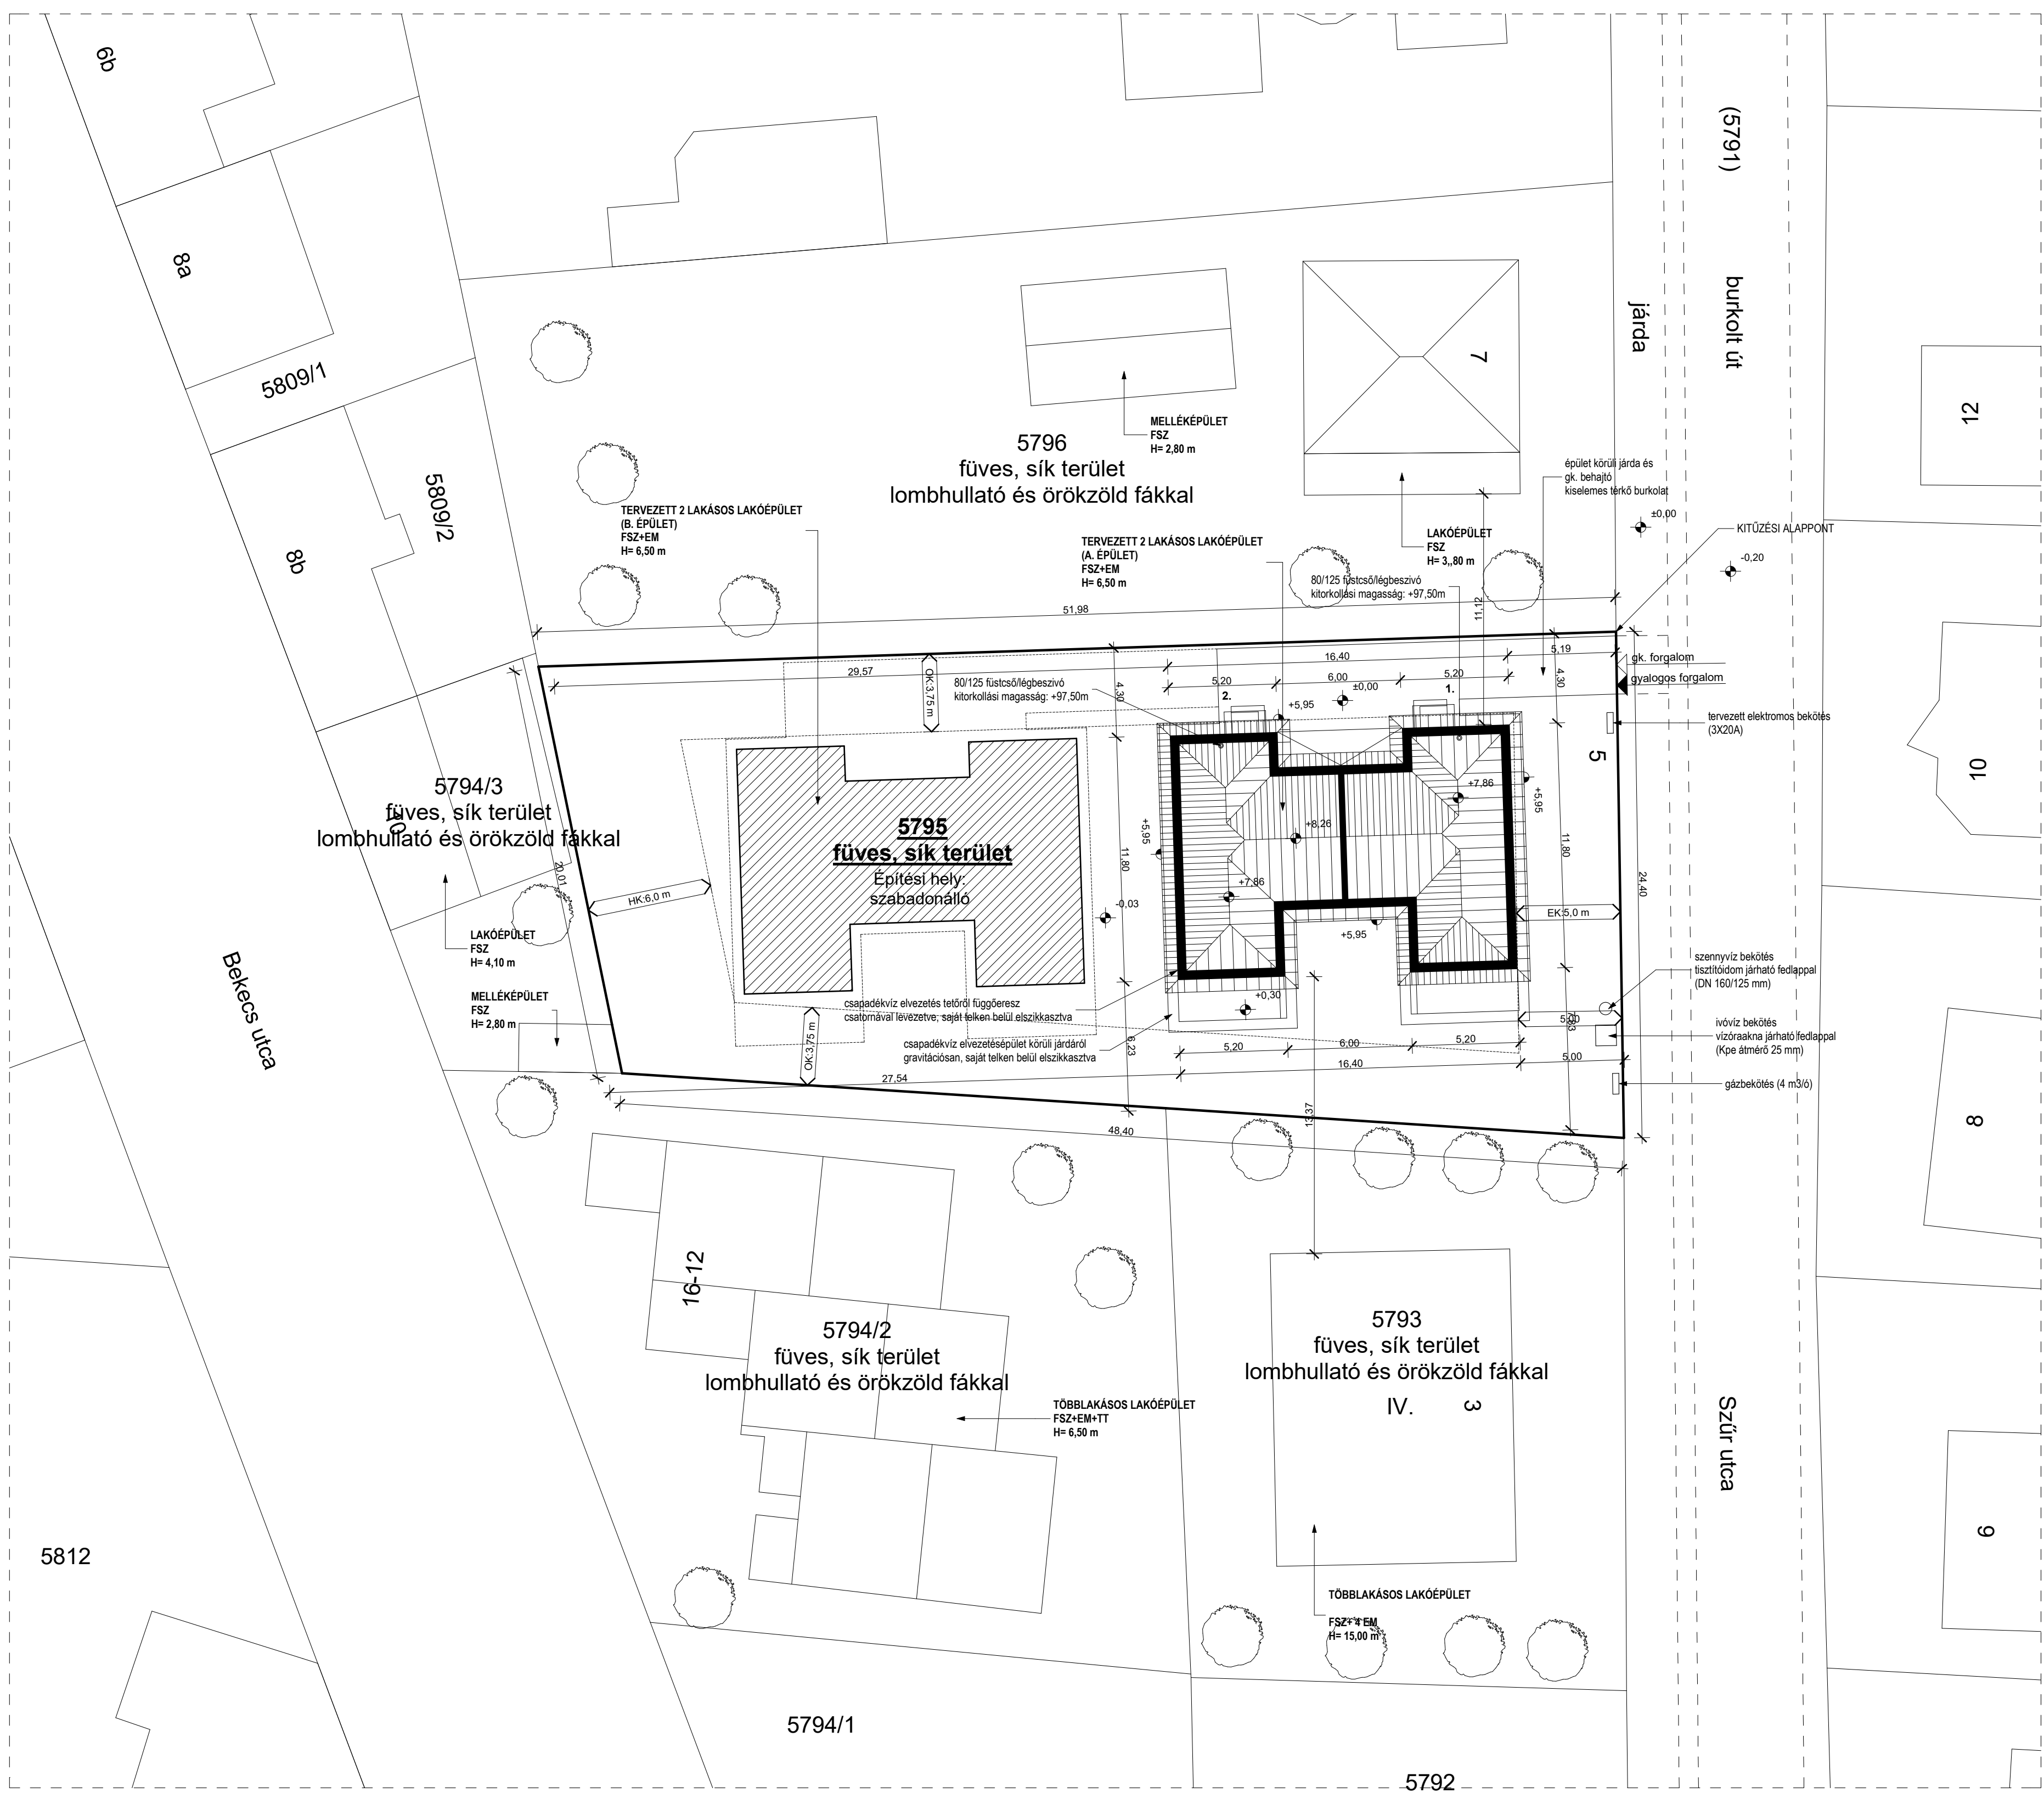 6b
(5791)
8a
burkolt út
járda
7
5809/1
12
MELLÉKÉPÜLET
FSZ
H= 2,80 m
5796
füves, sík terület
lombhullató és örökzöld fákkal
épület körüli járda és
gk. behajtó
kiselemes térkő burkolat
5809/2
TERVEZETT 2 LAKÁSOS LAKÓÉPÜLET
(B. ÉPÜLET)
FSZ+EM
H= 6,50 m
±0,00
KITŰZÉSI ALAPPONT
TERVEZETT 2 LAKÁSOS LAKÓÉPÜLET
(A. ÉPÜLET)
FSZ+EM
H= 6,50 m
LAKÓÉPÜLET
FSZ
H= 3,,80 m
8b
-0,20
80/125 füstcső/légbeszivó
kitorkollási magasság: +97,50m
51,98
11,12
5,19
gk. forgalom
16,40
29,57
OK:3,75 m
4,30
4,30
gyalogos forgalom
80/125 füstcső/légbeszivó
kitorkollási magasság: +97,50m
5,20
6,00
5,20
±0,00
2.
1.
+5,95
tervezett elektromos bekötés
(3X20A)
5
10
5794/3
füves, sík terület
lombhullató és örökzöld fákkal
+7,86
+5,95
5795
füves, sík terület
Építési hely:
szabadonálló
+8,26
+5,95
11,80
11,80
20,01
HK:6,0 m
+7,86
24,40
-0,03
EK:5,0 m
+5,95
LAKÓÉPÜLET
FSZ
H= 4,10 m
szennyvíz bekötés
tisztítóidom járható fedlappal
(DN 160/125 mm)
Bekecs utca
MELLÉKÉPÜLET
FSZ
H= 2,80 m
csapadékvíz elvezetés tetőről függőeresz
csatornával levezetve, saját telken belül elszikkasztva
+0,30
5,00
ivóvíz bekötés
vízóraakna járható fedlappal
(Kpe átmérő 25 mm)
OK:3,75 m
csapadékvíz elvezetésépület körüli járdáról
gravitációsan, saját telken belül elszikkasztva
6,23
5,20
6,00
5,20
5,00
16,40
27,54
gázbekötés (4 m3/ó)
13,37
48,40
8
16-12
5794/2
füves, sík terület
lombhullató és örökzöld fákkal
5793
füves, sík terület
lombhullató és örökzöld fákkal
IV.
3
TÖBBLAKÁSOS LAKÓÉPÜLET
FSZ+EM+TT
H= 6,50 m
Szűr utca
6
5812
TÖBBLAKÁSOS LAKÓÉPÜLET
FSZ+ 4 EM
H= 15,00 m
5794/1
5792